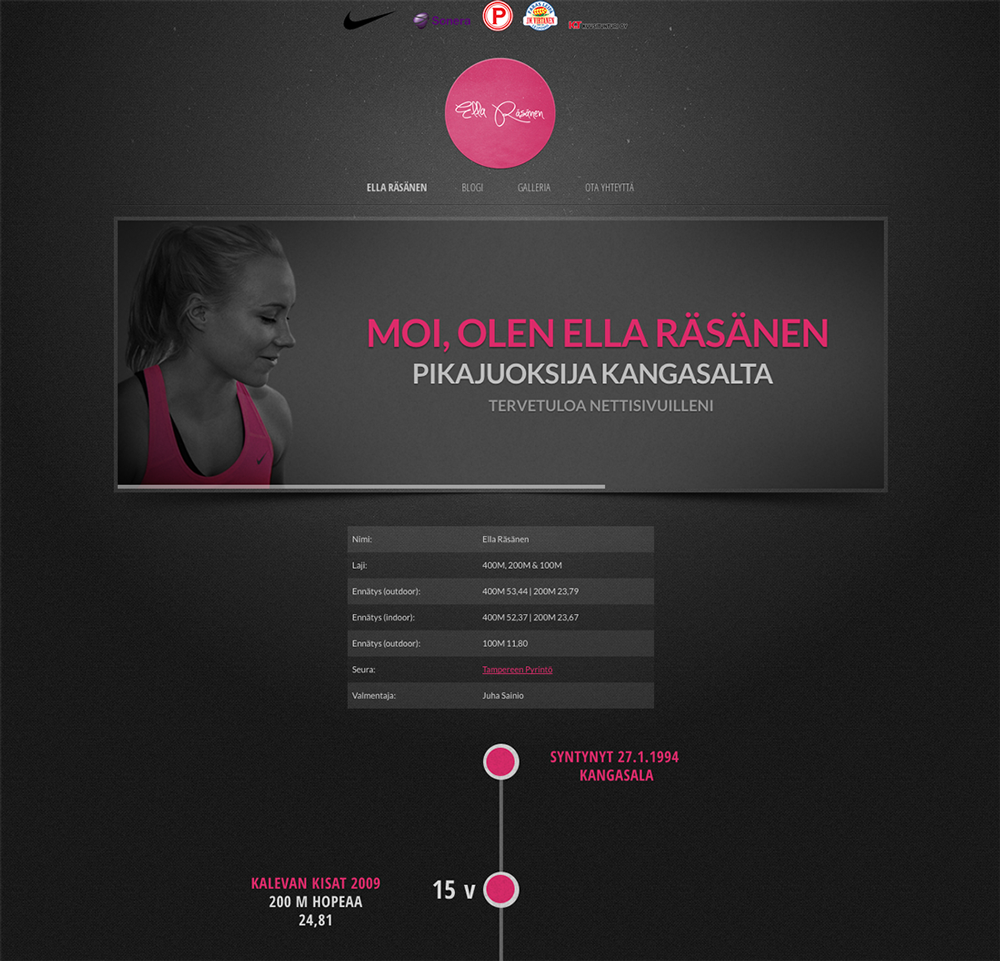 Sonera
P
J.M VIRTANEN
KT
Ella Räsänen
ELLA RÄSÄNEN BLOGI GALLERIA OTA YHTEYTTÄ
MOI, OLEN ELLA RÄSÄNEN
PIKAJUOKSIJA KANGASALTA
TERVETULOA NETTISIVUILLENI
Nimi: Ella Räsänen
Laji: 400M, 200M & 100M
Ennätys (outdoor): 400M 53,44 | 200M 23,79
Ennätys (indoor): 400M 52,37 | 200M 23,67
Ennätys (outdoor): 100M 11,80
Seura: Tampereen Pyrintö
Valmentaja: Juha Sainio
SYNTYNYT 27.1.1994
KANGASALA
KALEVAN KISAT 2009
200 M HOPEAA
24,81
15 v